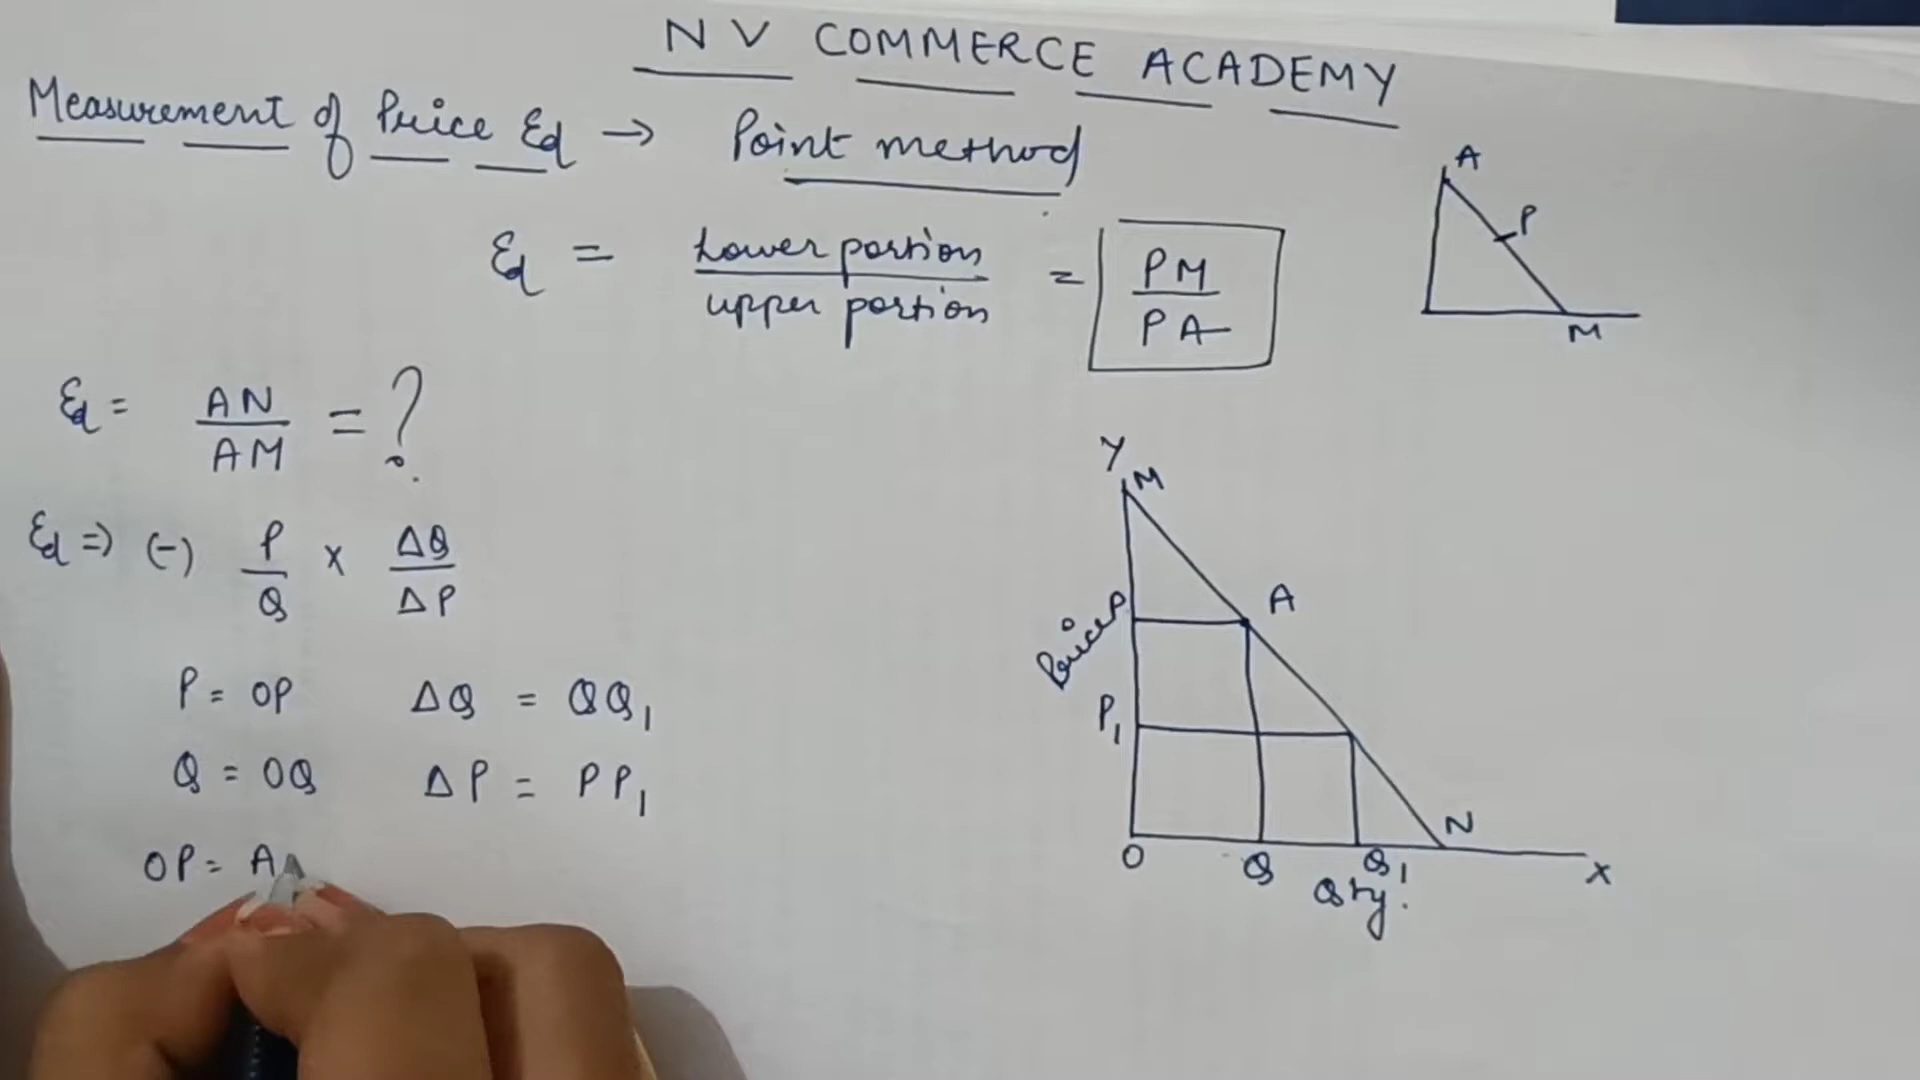 NV COMMERCE ACADEMY
Measurement of Price Ed → Point method
Ed = Lower portion / upper portion = PM / PA
A
P
M
Ed = AN / AM = ?
Ed ⇒ (-) P / Q × ΔQ / ΔP
P = OP ΔQ = QQ1
Q = OQ ΔP = PP1
OP = A
Y
M
Price
P
A
P1
N
O
Q
Q1
X
Qty.